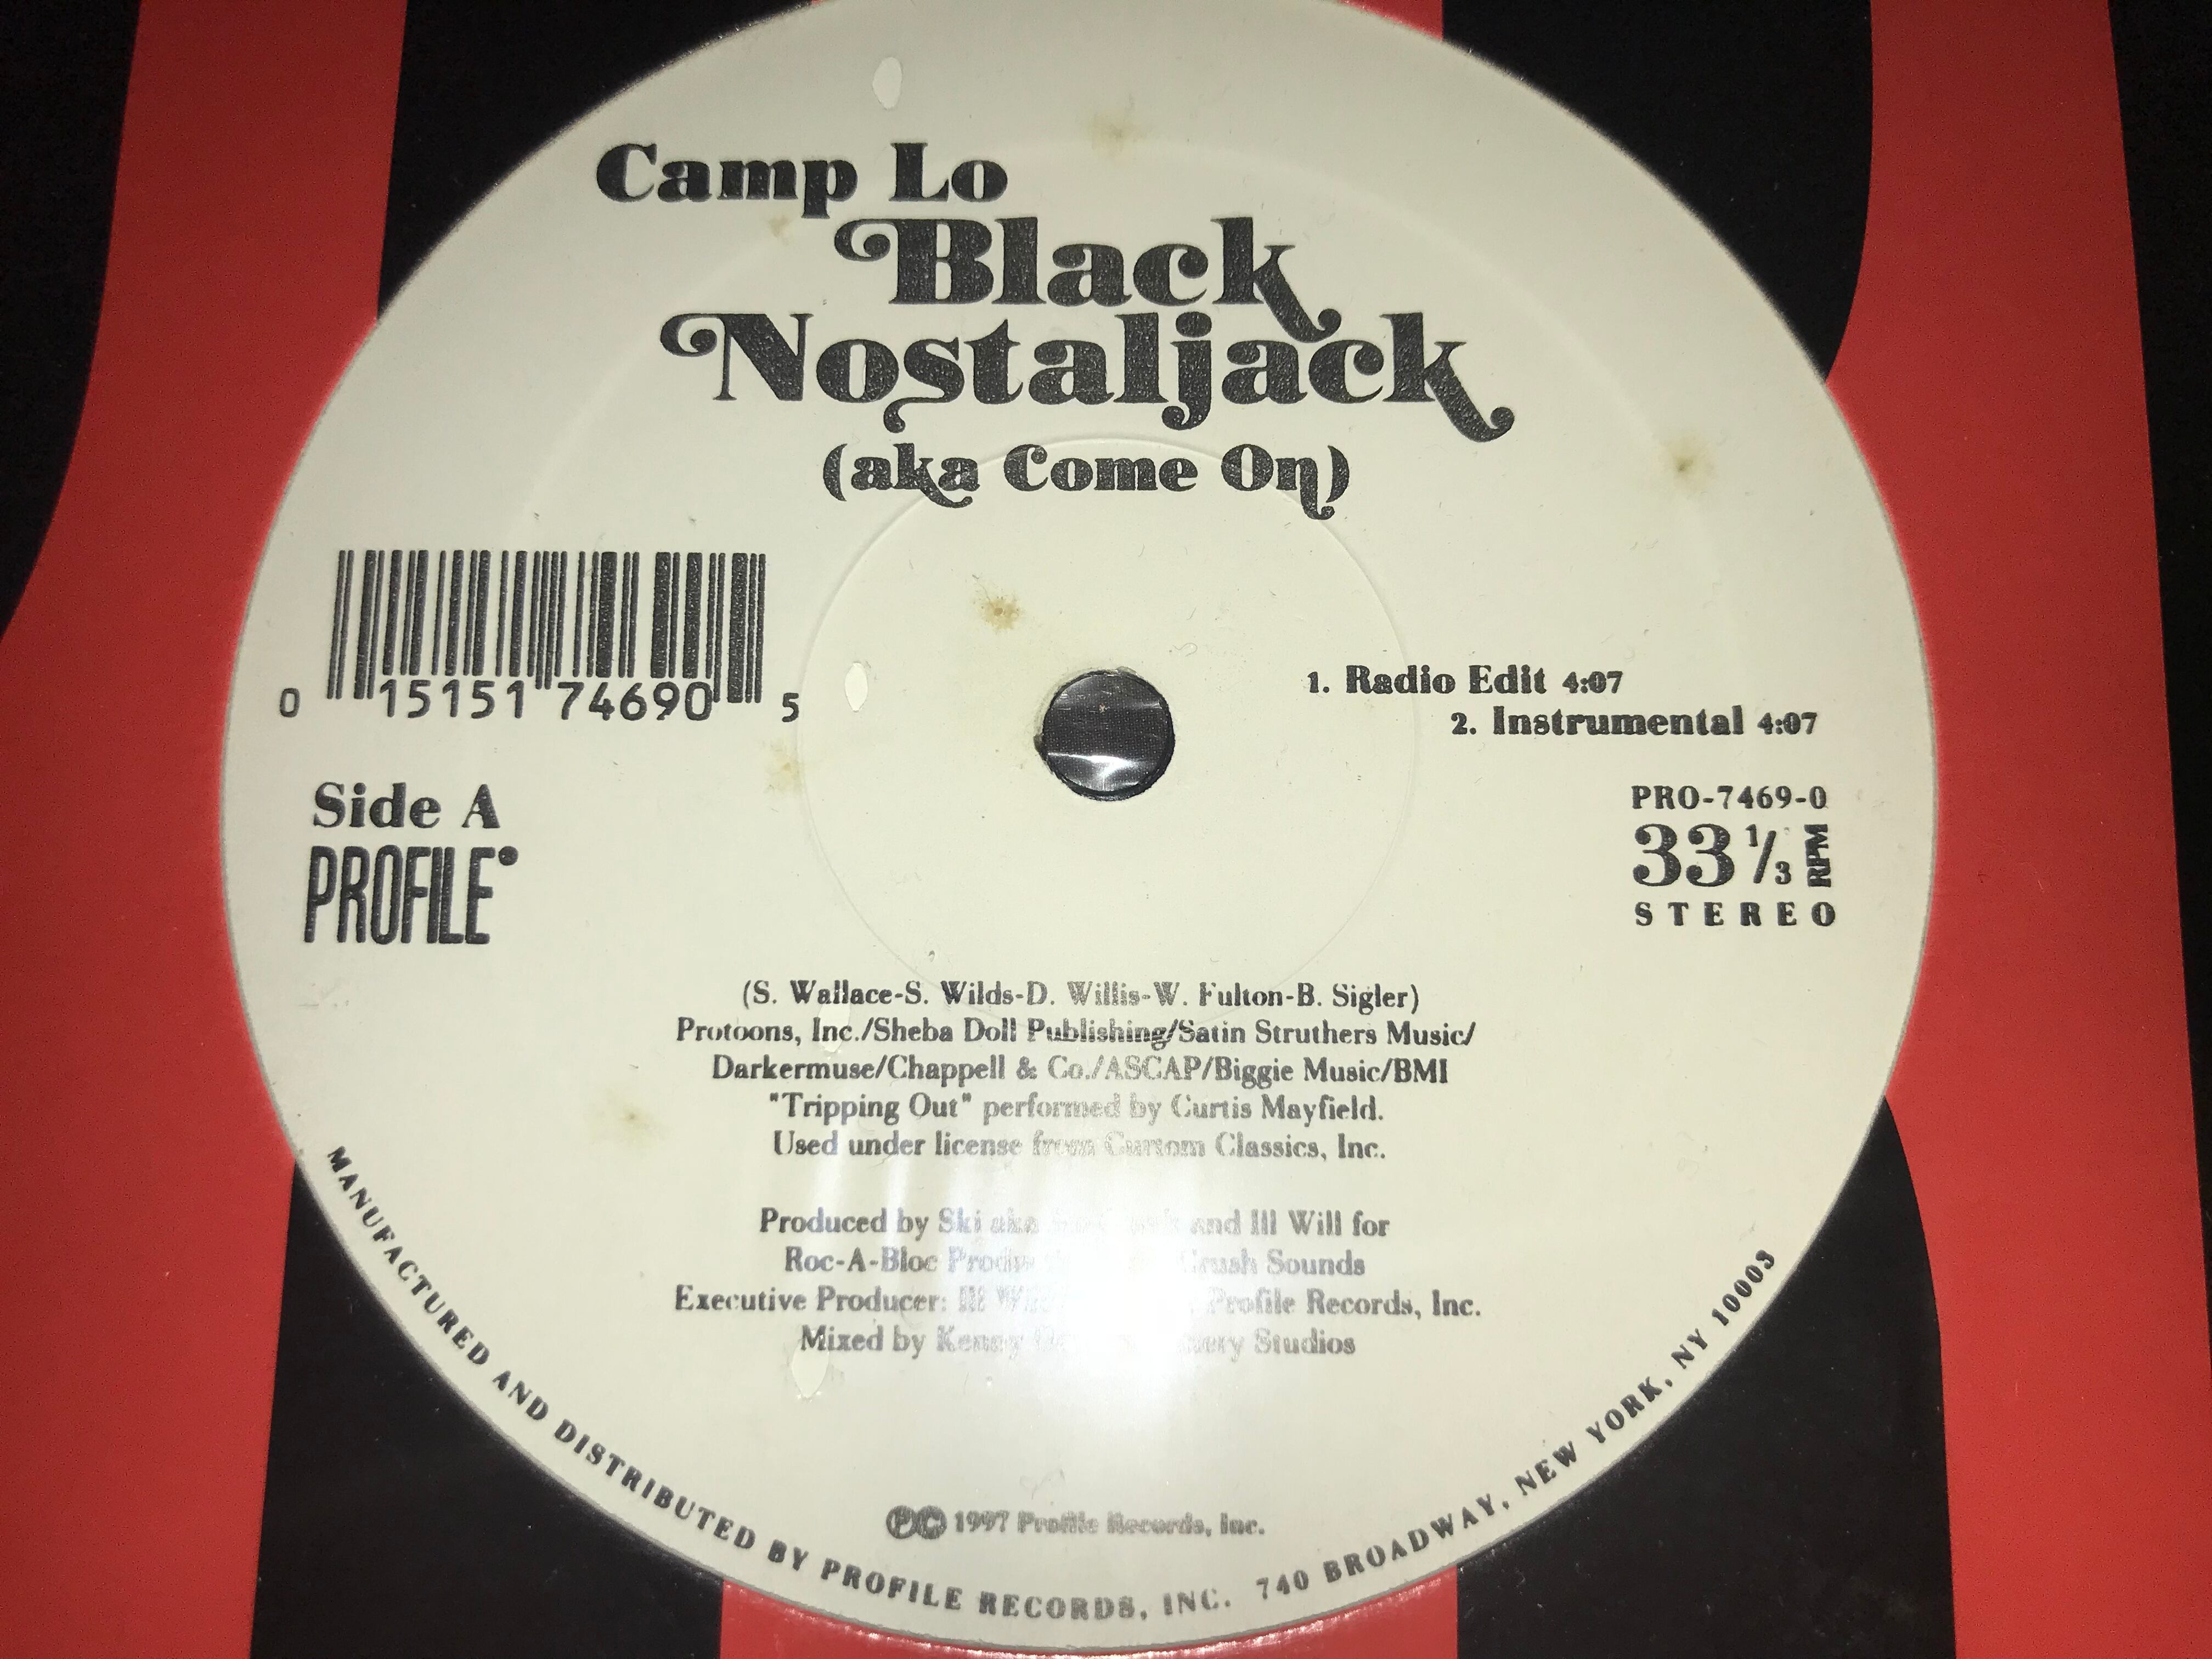 Camp Lo
Black
Nostaljack
(aka Come On)
0 15151 74690 5
1. Radio Edit 4:07
2. Instrumental 4:07
Side A
PROFILE
PRO-7469-0
33 1/3 RPM
STEREO
(S. Wallace-S. Wilds-D. Willis-W. Fulton-B. Sigler)
Protoons, Inc./Sheba Doll Publishing/Satin Struthers Music/
Darkermuse/Chappell & Co./ASCAP/Biggie Music/BMI
"Tripping Out" performed by Curtis Mayfield.
Used under license from Curtom Classics, Inc.
Produced by Ski aka and Ill Will for
Roc-A-Bloc Crush Sounds
Executive Producer: Ill Profile Records, Inc.
Mixed by Kenny Studios
℗© 1997 Profile Records, Inc.
MANUFACTURED AND DISTRIBUTED BY PROFILE RECORDS, INC. 740 BROADWAY, NEW YORK, NY 10003